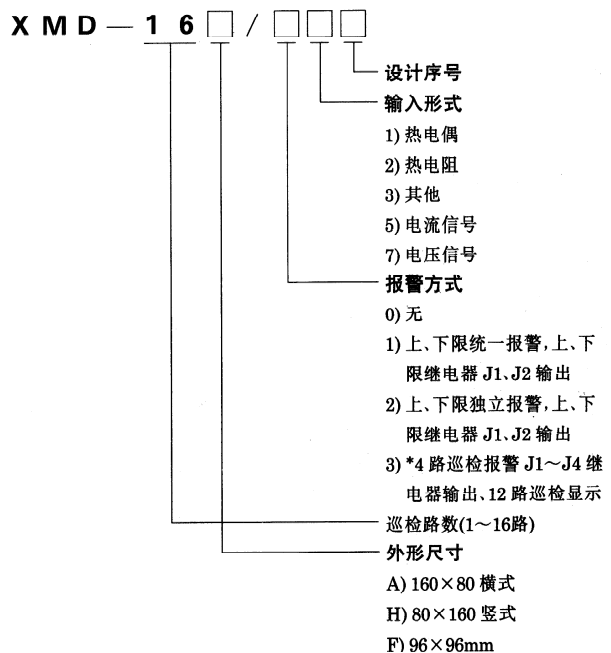 XMD—16□/□□□
设计序号
输入形式
1) 热电偶
2) 热电阻
3) 其他
5) 电流信号
7) 电压信号
报警方式
0) 无
1) 上、下限统一报警,上、下
限继电器 J1、J2 输出
2) 上、下限独立报警,上、下
限继电器 J1、J2 输出
3) *4 路巡检报警 J1～J4 继
电器输出、12 路巡检显示
巡检路数(1～16路)
外形尺寸
A) 160×80 横式
H) 80×160 竖式
F) 96×96mm